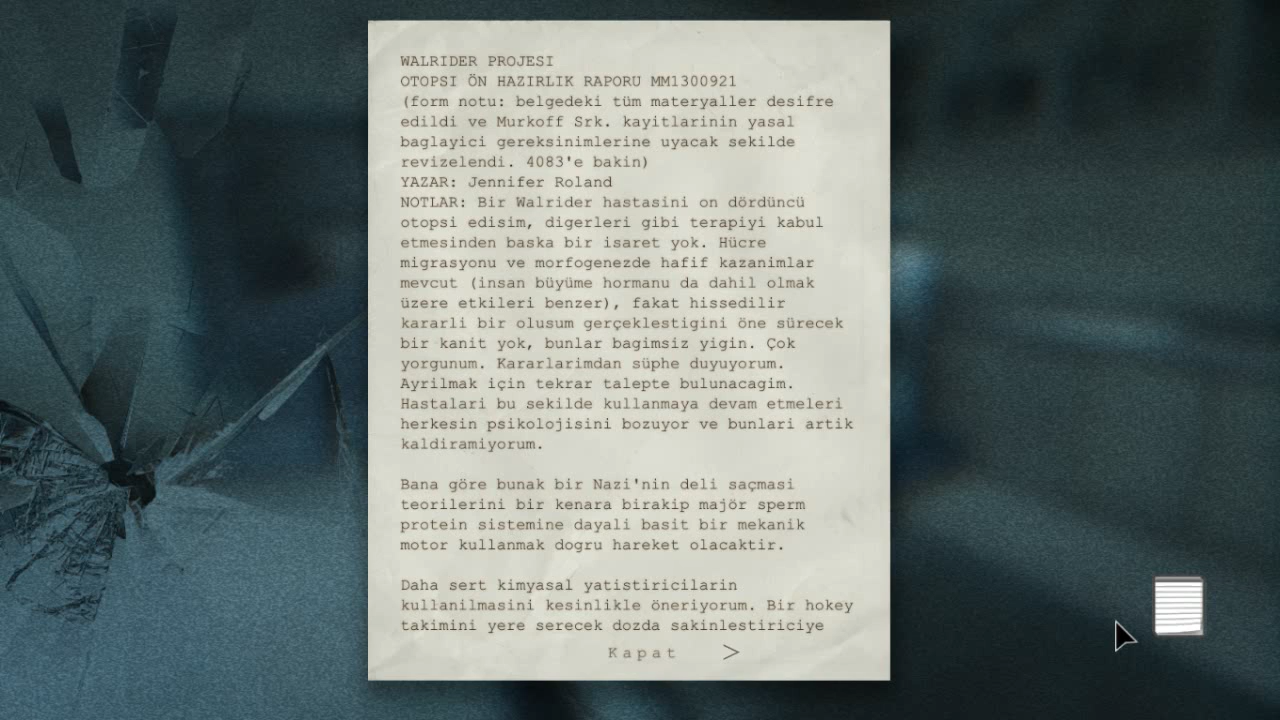 WALRIDER PROJESI
OTOPSI ÖN HAZIRLIK RAPORU MM1300921
(form notu: belgedeki tüm materyaller desifre
edildi ve Murkoff Srk. kayitlarinin yasal
baglayici gereksinimlerine uyacak sekilde
revizelendi. 4083'e bakin)
YAZAR: Jennifer Roland
NOTLAR: Bir Walrider hastasini on dördüncü
otopsi edisim, digerleri gibi terapiyi kabul
etmesinden baska bir isaret yok. Hücre
migrasyonu ve morfogenezde hafif kazanimlar
mevcut (insan büyüme hormanu da dahil olmak
üzere etkileri benzer), fakat hissedilir
kararli bir olusum gerçeklestigini öne sürecek
bir kanit yok, bunlar bagimsiz yigin. Çok
yorgunum. Kararlarimdan süphe duyuyorum.
Ayrilmak için tekrar talepte bulunacagim.
Hastalari bu sekilde kullanmaya devam etmeleri
herkesin psikolojisini bozuyor ve bunlari artik
kaldiramiyorum.
Bana göre bunak bir Nazi'nin deli saçmasi
teorilerini bir kenara birakip majör sperm
protein sistemine dayali basit bir mekanik
motor kullanmak dogru hareket olacaktir.
Daha sert kimyasal yatistiricilarin
kullanilmasini kesinlikle öneriyorum. Bir hokey
takimini yere serecek dozda sakinlestiriciye
Kapat >